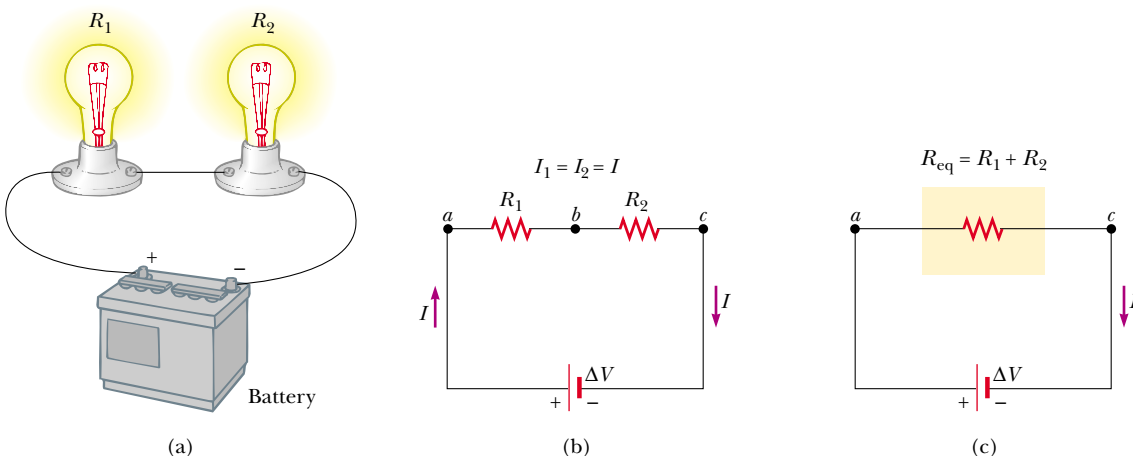 R1 R2
+
−
Battery
(a)
I1 = I2 = I
R1 R2
a b c
I I
ΔV
+ −
(b)
Req = R1 + R2
a c
I
ΔV
+ −
(c)